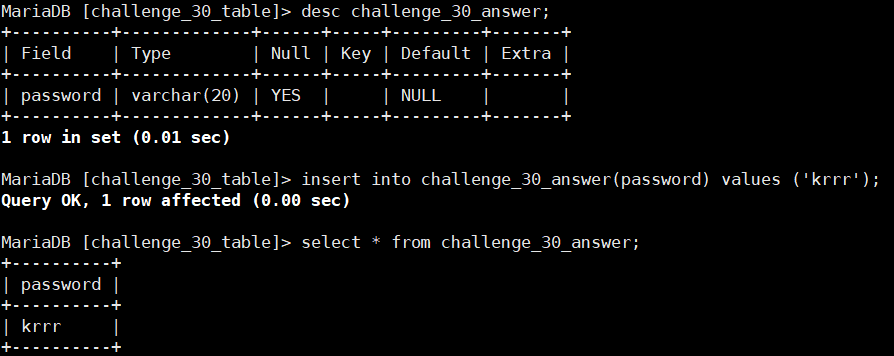 MariaDB [challenge_30_table]> desc challenge_30_answer;
+----------+-------------+------+-----+---------+-------+
| Field    | Type        | Null | Key | Default | Extra |
+----------+-------------+------+-----+---------+-------+
| password | varchar(20) | YES  |     | NULL    |       |
+----------+-------------+------+-----+---------+-------+
1 row in set (0.01 sec)

MariaDB [challenge_30_table]> insert into challenge_30_answer(password) values ('krrr');
Query OK, 1 row affected (0.00 sec)

MariaDB [challenge_30_table]> select * from challenge_30_answer;
+----------+
| password |
+----------+
| krrr     |
+----------+